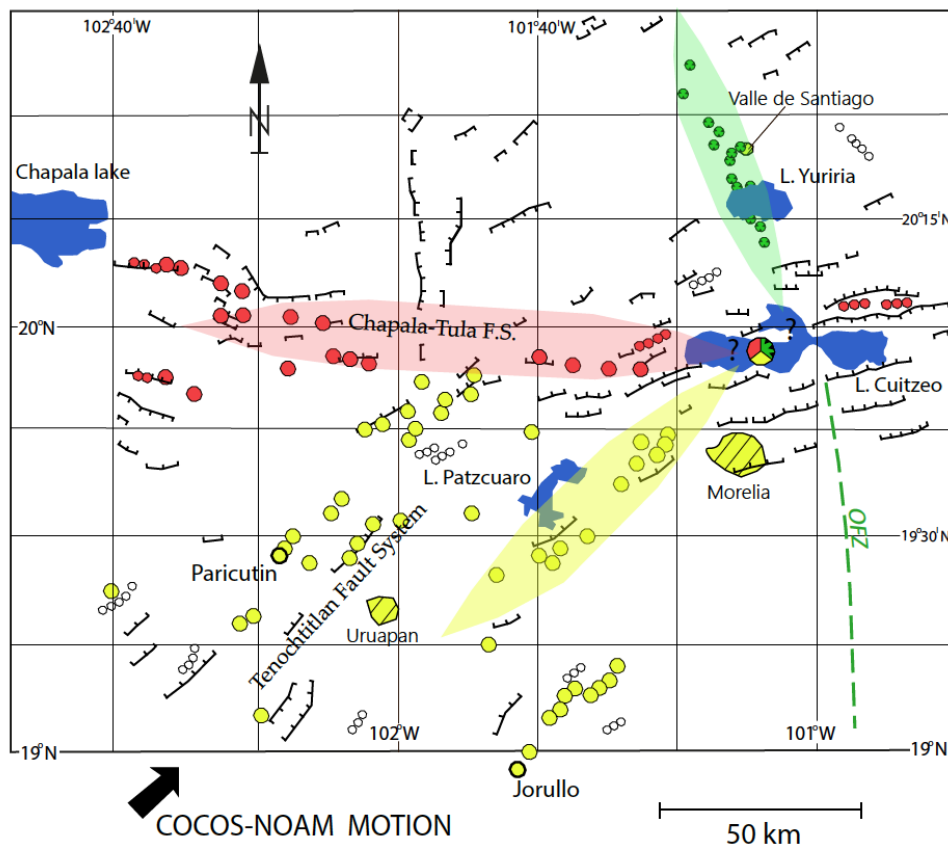 102°40'W
101°40'W
N
Valle de Santiago
Chapala lake
L. Yuriria
20°15'N
20°N
Chapala-Tula F.S.
?
?
L. Cuitzeo
L. Patzcuaro
Morelia
OFZ
19°30'N
Paricutin
Tenochtitlan Fault System
Uruapan
102°W
101°W
19°N
19°N
Jorullo
COCOS-NOAM MOTION
50 km